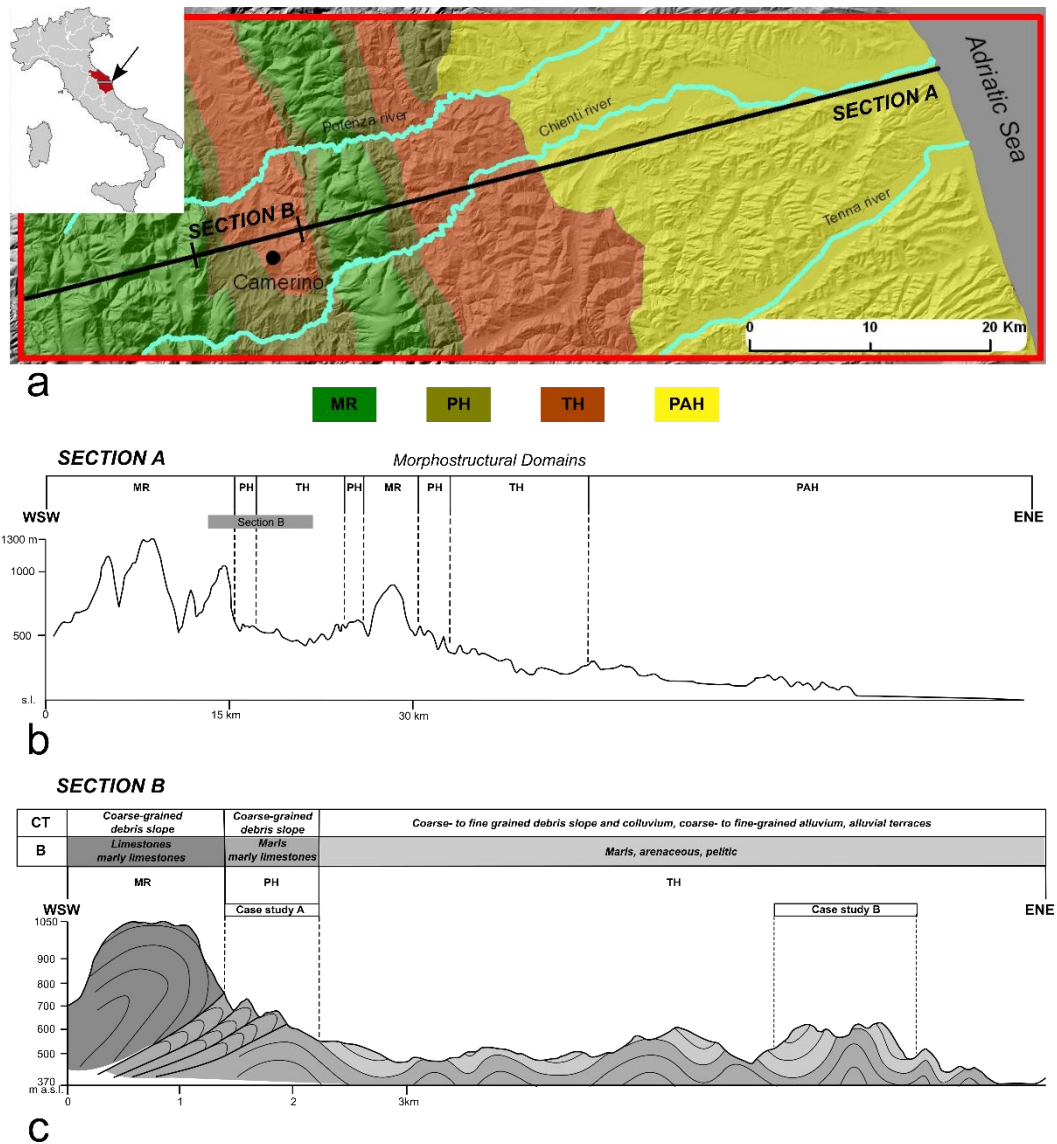 Adriatic Sea
Potenza river
Chienti river
SECTION A
Tenna river
SECTION B
Camerino
0 10 20 Km
a
MR PH TH PAH
SECTION A
Morphostructural Domains
MR PH TH PH MR PH TH PAH
WSW ENE
Section B
1300 m
1000
500
s.l.
0 15 km 30 km
b
SECTION B
CT
Coarse-grained
debris slope
Coarse-grained
debris slope
Coarse- to fine grained debris slope and colluvium, coarse- to fine-grained alluvium, alluvial terraces
B
Limestones
marly limestones
Marls
marly limestones
Marls, arenaceous, pelitic
MR PH TH
WSW Case study A Case study B ENE
1050
900
800
700
600
500
370
m a.s.l.
0 1 2 3km
c